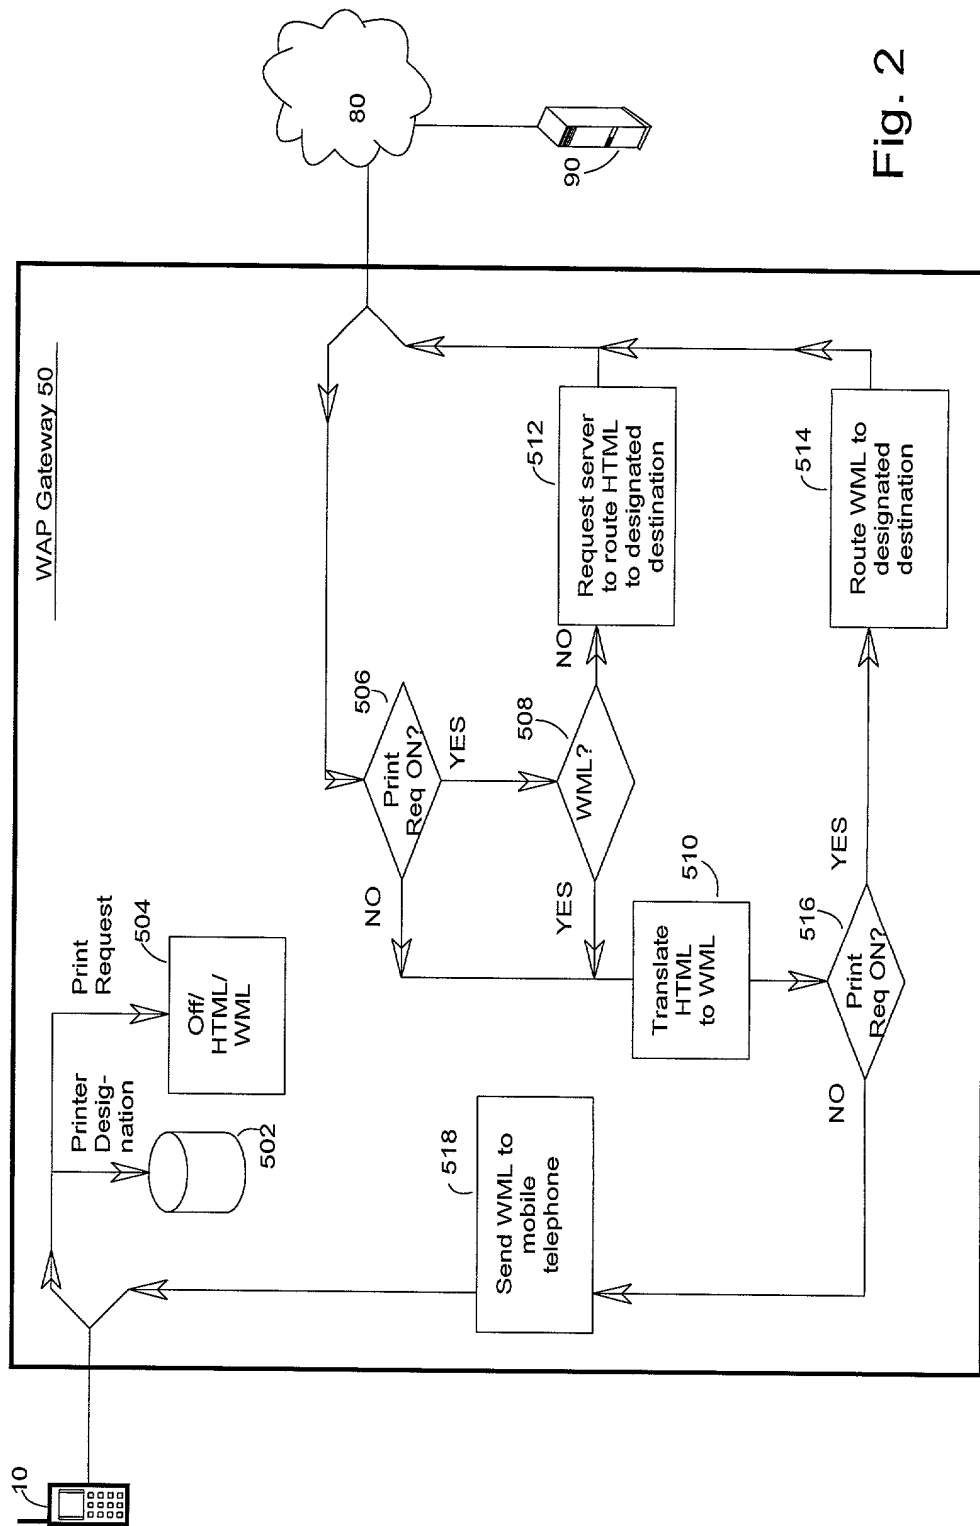 10
WAP Gateway 50
Printer
Desig-
nation
502
Print
Request
504
Off/
HTML/
WML
80
90
Print
Req ON?
506
NO
YES
WML?
508
YES
NO
Request server
to route HTML
to designated
destination
512
Translate
HTML
to WML
510
Print
Req ON?
516
YES
NO
Route WML to
designated
destination
514
Send WML to
mobile
telephone
518
Fig. 2